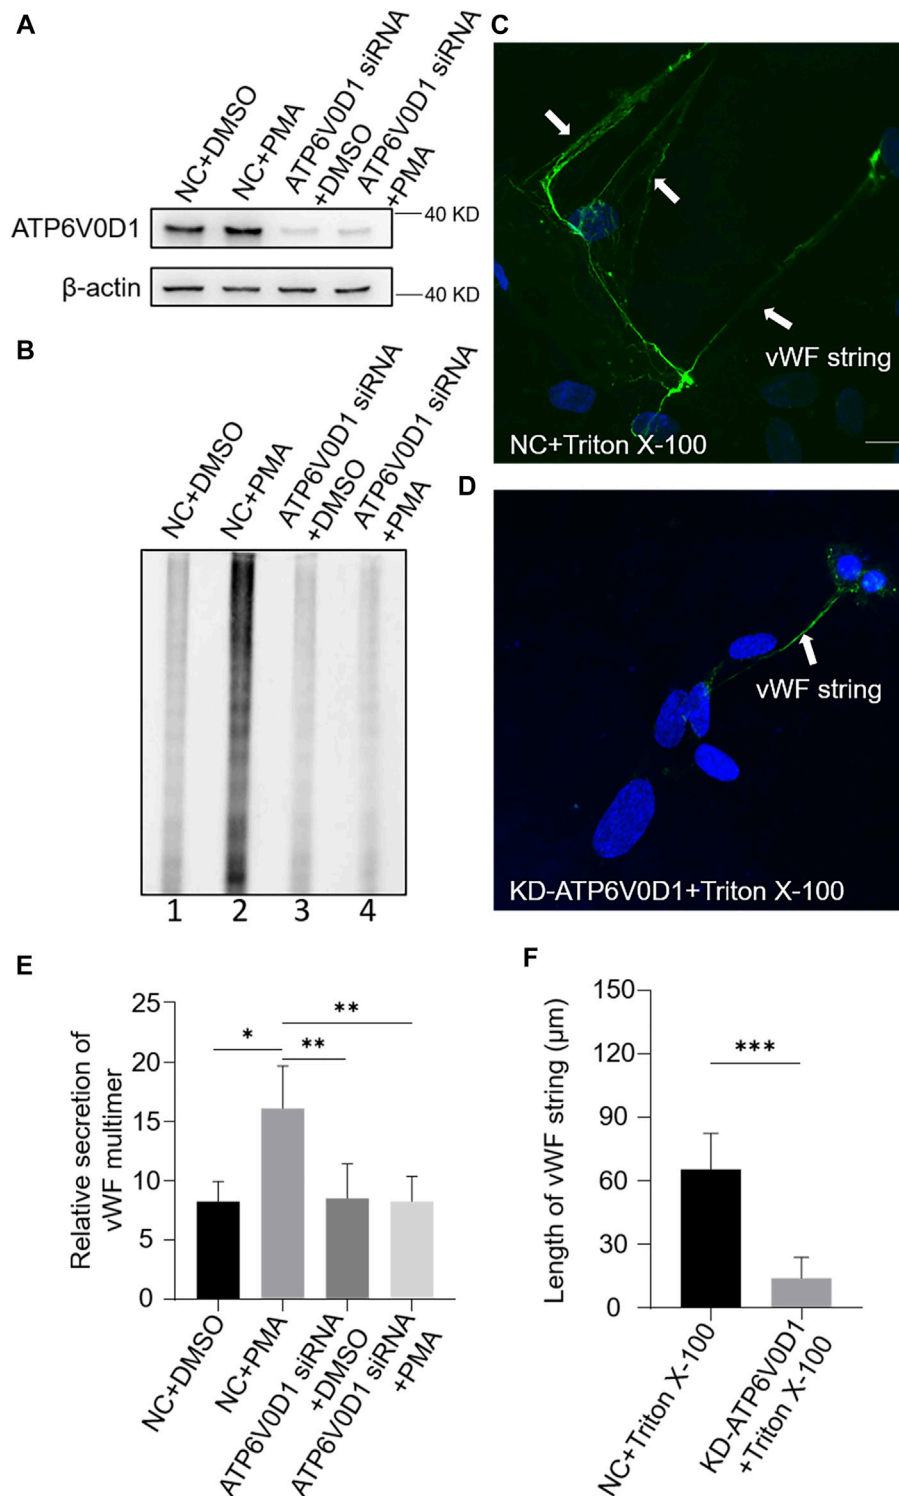 A
NC+DMSO
NC+PMA
ATP6V0D1 siRNA
+DMSO
ATP6V0D1 siRNA
+PMA
ATP6V0D1
40 KD
β-actin
40 KD
B
NC+DMSO
NC+PMA
ATP6V0D1 siRNA
+DMSO
ATP6V0D1 siRNA
+PMA
1 2 3 4
C
vWF string
NC+Triton X-100
D
vWF string
KD-ATP6V0D1+Triton X-100
E
Relative secretion of
vWF multimer
25
20
15
10
5
0
*
**
**
NC+DMSO
NC+PMA
ATP6V0D1 siRNA
+DMSO
ATP6V0D1 siRNA
+PMA
F
Length of vWF string (µm)
150
120
90
60
30
0
***
NC+Triton X-100
KD-ATP6V0D1
+Triton X-100